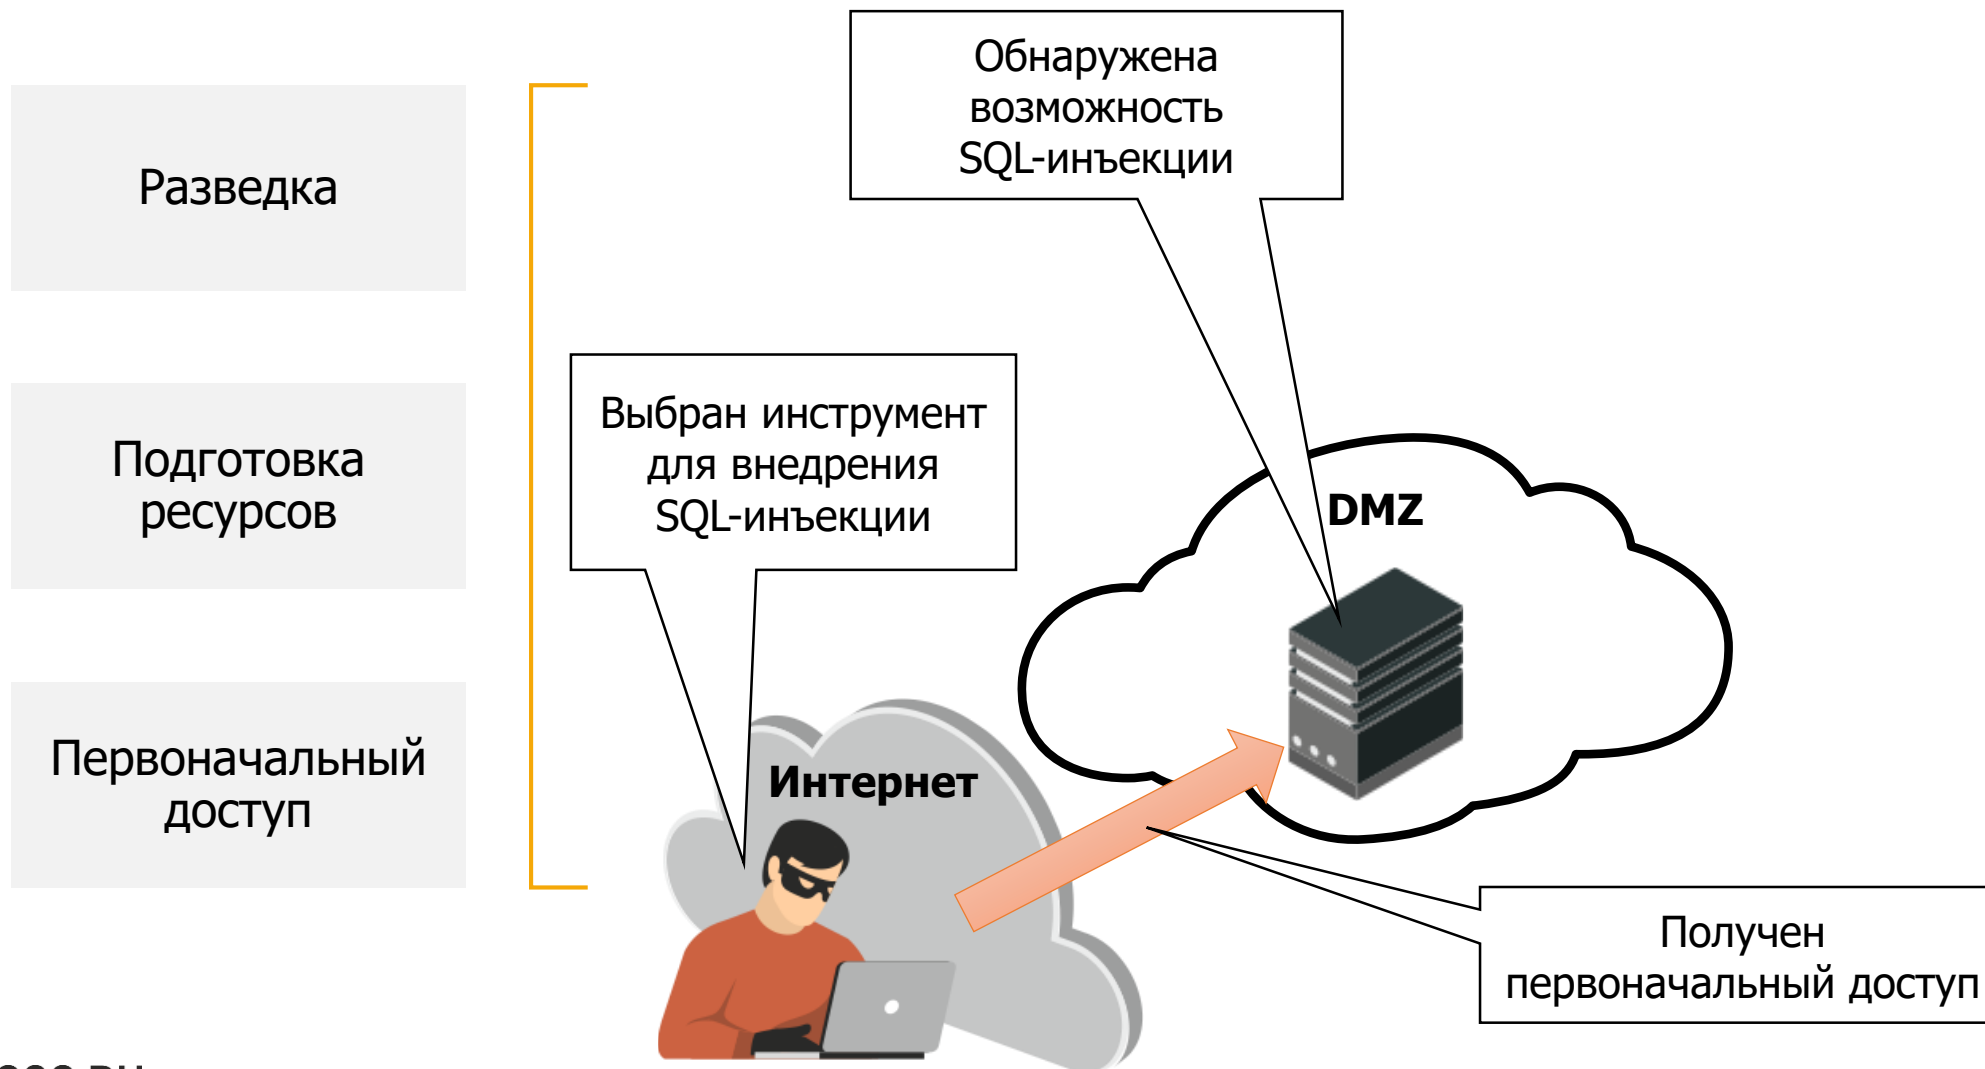 Обнаружена
возможность
SQL-инъекции
Разведка
Выбран инструмент
для внедрения
SQL-инъекции
Подготовка
ресурсов
DMZ
Интернет
Первоначальный
доступ
Получен
первоначальный доступ